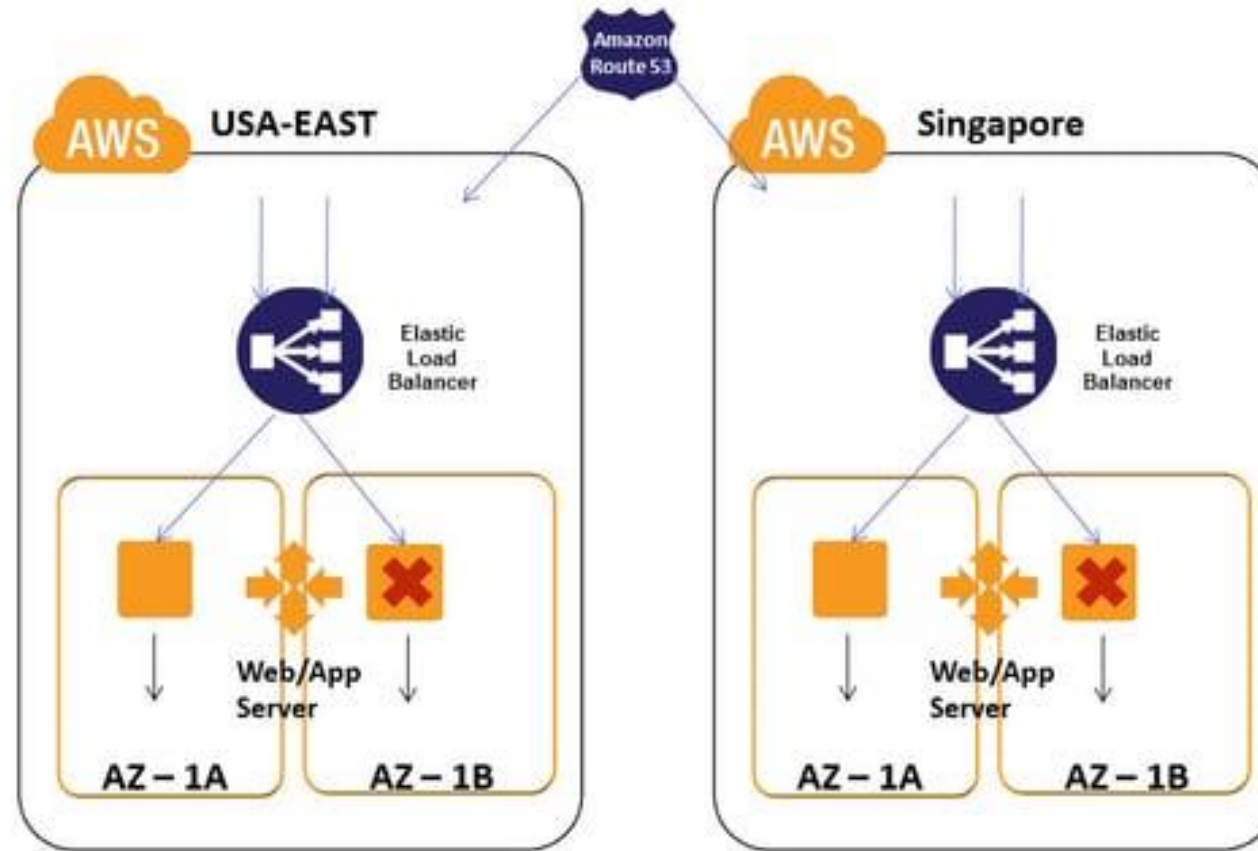 Amazon
Route 53
AWS
USA-EAST
AWS
Singapore
Elastic
Load
Balancer
Elastic
Load
Balancer
Web/App
Server
Web/App
Server
AZ – 1A
AZ – 1B
AZ – 1A
AZ – 1B